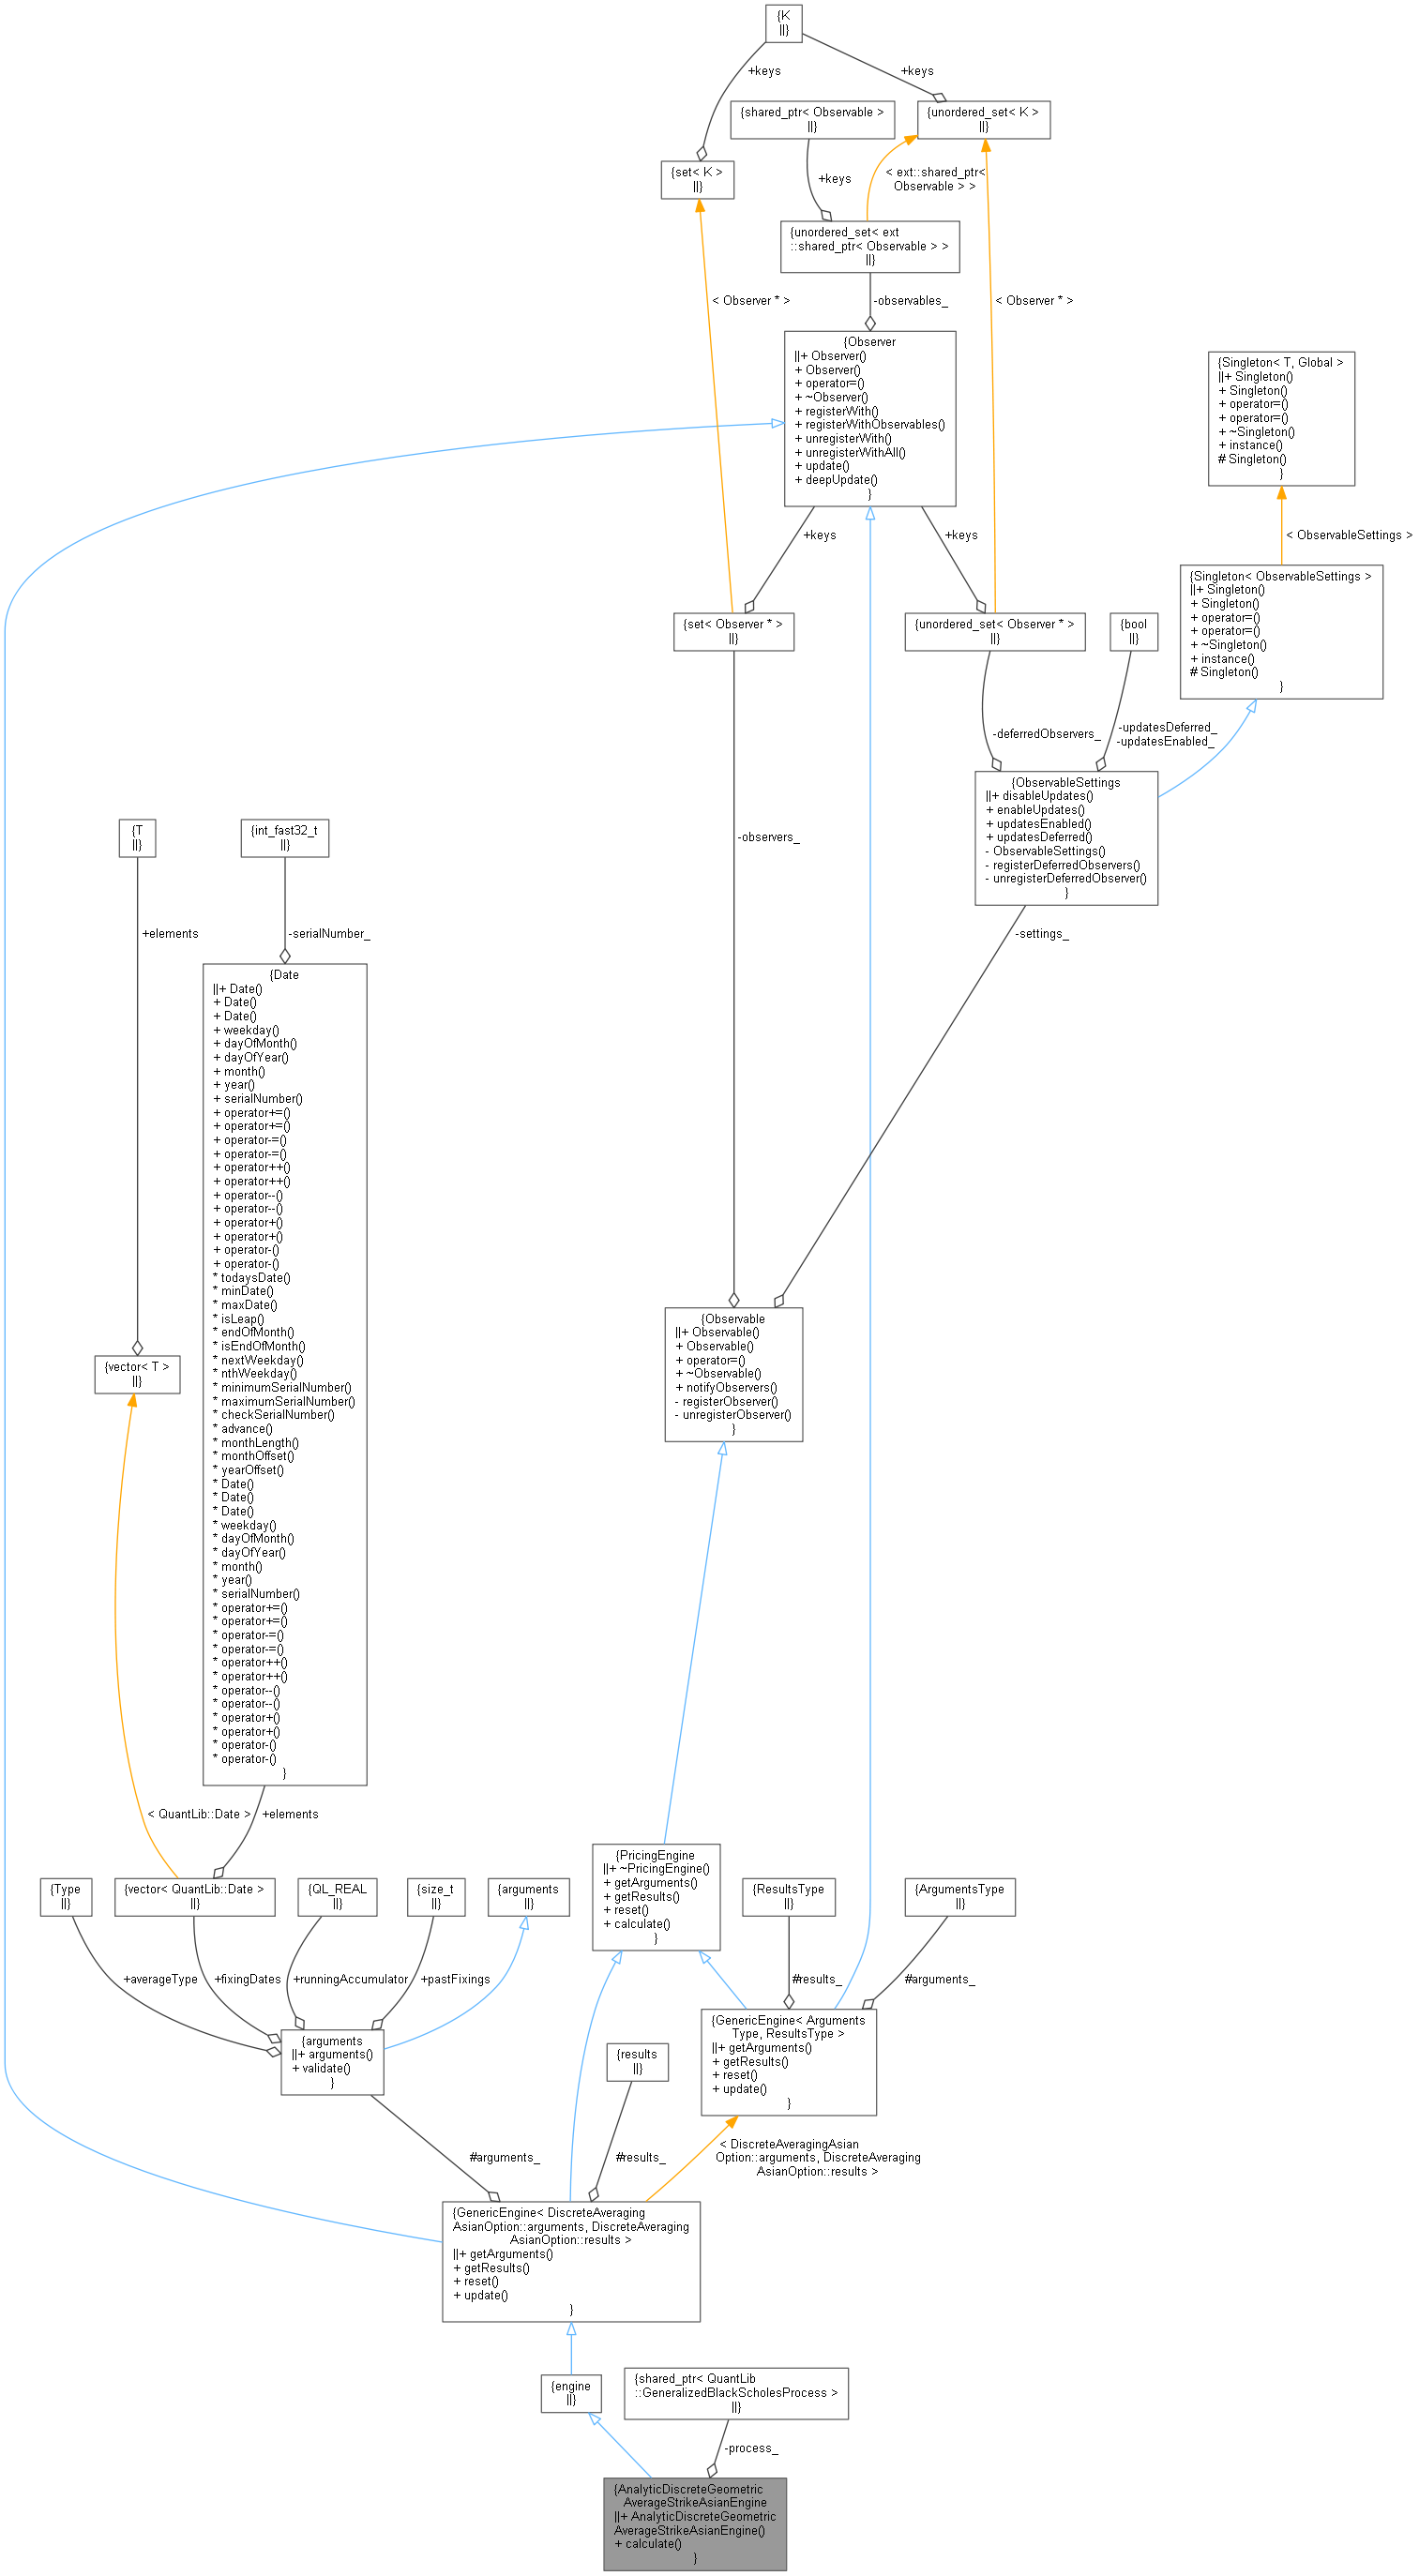 {K
||}
+keys
+keys
{shared_ptr< Observable >
||}
{unordered_set< K >
||}
{set< K >
||}
+keys
< ext::shared_ptr<
Observable > >
{unordered_set< ext
::shared_ptr< Observable > >
||}
< Observer * >
-observables_
< Observer * >
{Observer
||+ Observer()
+ Observer()
+ operator=()
+ ~Observer()
+ registerWith()
+ registerWithObservables()
+ unregisterWith()
+ unregisterWithAll()
+ update()
+ deepUpdate()
}
{Singleton< T, Global >
||+ Singleton()
+ Singleton()
+ operator=()
+ operator=()
+ ~Singleton()
+ instance()
# Singleton()
}
+keys
+keys
< ObservableSettings >
{Singleton< ObservableSettings >
||+ Singleton()
+ Singleton()
+ operator=()
+ operator=()
+ ~Singleton()
+ instance()
# Singleton()
}
{set< Observer * >
||}
{unordered_set< Observer * >
||}
{bool
||}
-deferredObservers_
-updatesDeferred_
-updatesEnabled_
{ObservableSettings
||+ disableUpdates()
+ enableUpdates()
+ updatesEnabled()
+ updatesDeferred()
- ObservableSettings()
- registerDeferredObservers()
- unregisterDeferredObserver()
}
-observers_
{T
||}
{int_fast32_t
||}
+elements
-serialNumber_
-settings_
{Date
||+ Date()
+ Date()
+ Date()
+ weekday()
+ dayOfMonth()
+ dayOfYear()
+ month()
+ year()
+ serialNumber()
+ operator+=()
+ operator+=()
+ operator-=()
+ operator-=()
+ operator++()
+ operator++()
+ operator--()
+ operator--()
+ operator+()
+ operator+()
+ operator-()
+ operator-()
* todaysDate()
* minDate()
* maxDate()
* isLeap()
* endOfMonth()
* isEndOfMonth()
* nextWeekday()
* nthWeekday()
* minimumSerialNumber()
* maximumSerialNumber()
* checkSerialNumber()
* advance()
* monthLength()
* monthOffset()
* yearOffset()
* Date()
* Date()
* Date()
* weekday()
* dayOfMonth()
* dayOfYear()
* month()
* year()
* serialNumber()
* operator+=()
* operator+=()
* operator-=()
* operator-=()
* operator++()
* operator++()
* operator--()
* operator--()
* operator+()
* operator+()
* operator-()
* operator-()
}
{vector< T >
||}
{Observable
||+ Observable()
+ Observable()
+ operator=()
+ ~Observable()
+ notifyObservers()
- registerObserver()
- unregisterObserver()
}
< QuantLib::Date >
+elements
{Type
||}
{vector< QuantLib::Date >
||}
{QL_REAL
||}
{size_t
||}
{arguments
||}
{PricingEngine
||+ ~PricingEngine()
+ getArguments()
+ getResults()
+ reset()
+ calculate()
}
{ResultsType
||}
{ArgumentsType
||}
+averageType
+fixingDates
+runningAccumulator
+pastFixings
#results_
#arguments_
{arguments
||+ arguments()
+ validate()
}
{results
||}
{GenericEngine< Arguments
Type, ResultsType >
||+ getArguments()
+ getResults()
+ reset()
+ update()
}
#arguments_
#results_
< DiscreteAveragingAsian
Option::arguments, DiscreteAveraging
AsianOption::results >
{GenericEngine< DiscreteAveraging
AsianOption::arguments, DiscreteAveraging
AsianOption::results >
||+ getArguments()
+ getResults()
+ reset()
+ update()
}
{engine
||}
{shared_ptr< QuantLib
::GeneralizedBlackScholesProcess >
||}
-process_
{AnalyticDiscreteGeometric
AverageStrikeAsianEngine
||+ AnalyticDiscreteGeometric
AverageStrikeAsianEngine()
+ calculate()
}